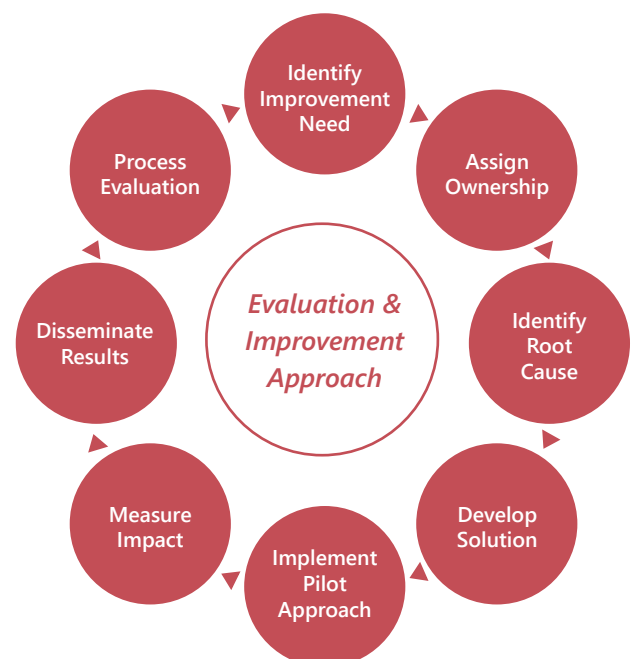 Identify
Improvement
Need
Assign
Ownership
Identify
Root
Cause
Develop
Solution
Implement
Pilot
Approach
Measure
Impact
Disseminate
Results
Process
Evaluation
Evaluation &
Improvement
Approach